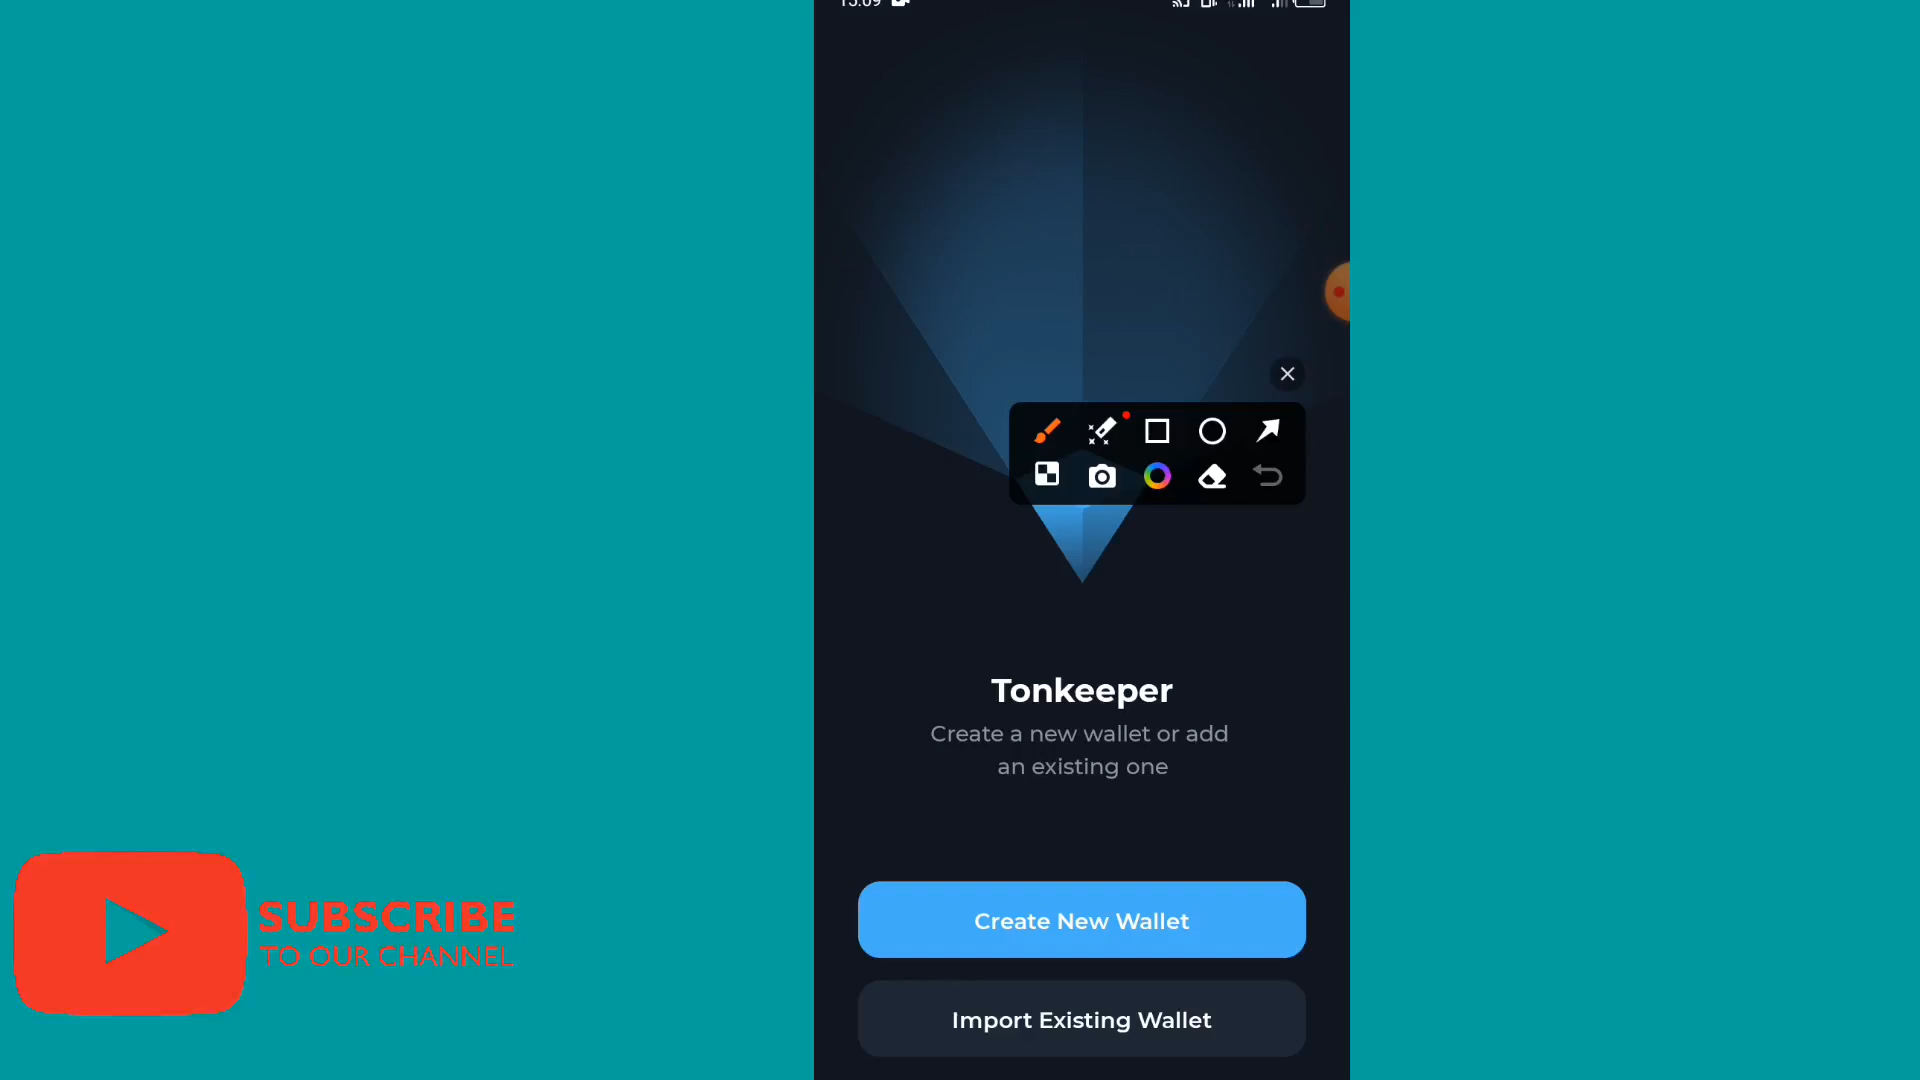 Tonkeeper
Create a new wallet or add
an existing one
Create New Wallet
Import Existing Wallet
SUBSCRIBE
TO OUR CHANNEL